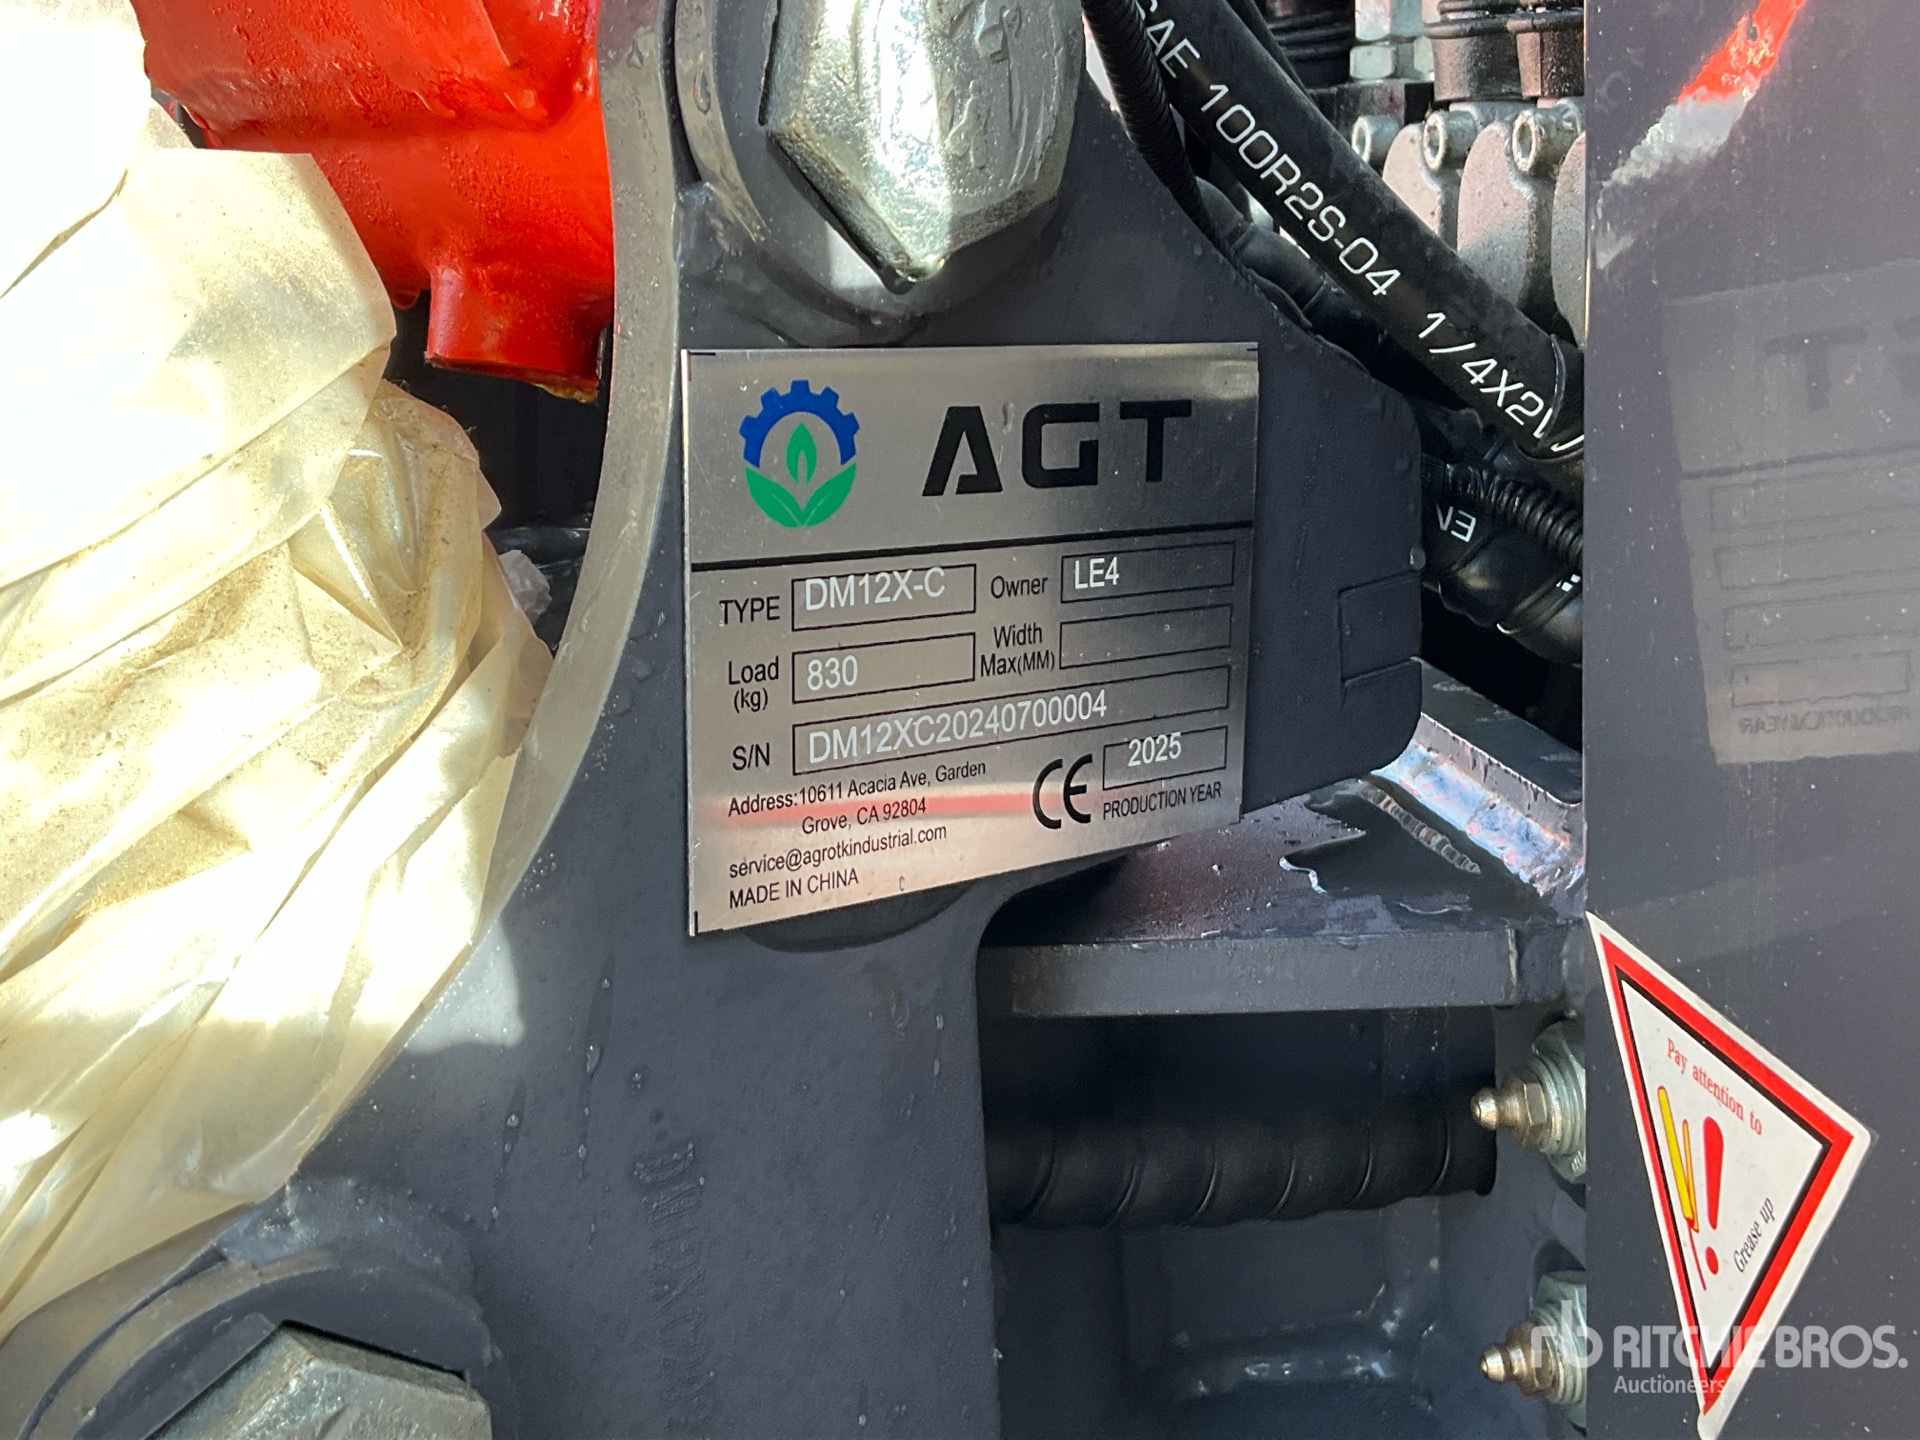 SAE 100R2S-04 1/4X2W/
AGT
TYPE DM12X-C Owner LE4
Load (kg) 830 Width Max(MM)
S/N DM12XC20240700004
Address:10611 Acacia Ave, Garden
Grove, CA 92804
service@agrotkindustrial.com
MADE IN CHINA
CE 2025
PRODUCTION YEAR
EN
Pay attention to
Grease up
rb RITCHIE BROS.
Auctioneers